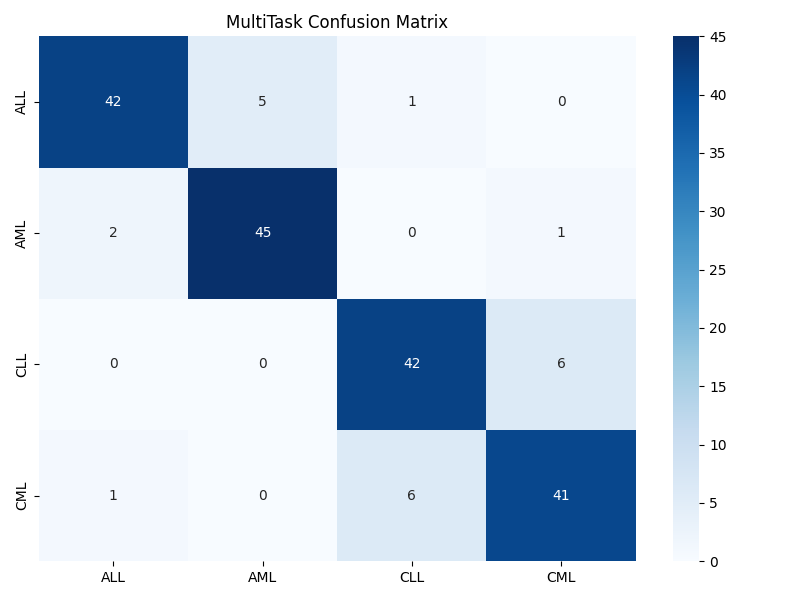 MultiTask Confusion Matrix
ALL 42 5 1 0
AML 2 45 0 1
CLL 0 0 42 6
CML 1 0 6 41
ALL AML CLL CML
45
40
35
30
25
20
15
10
5
0